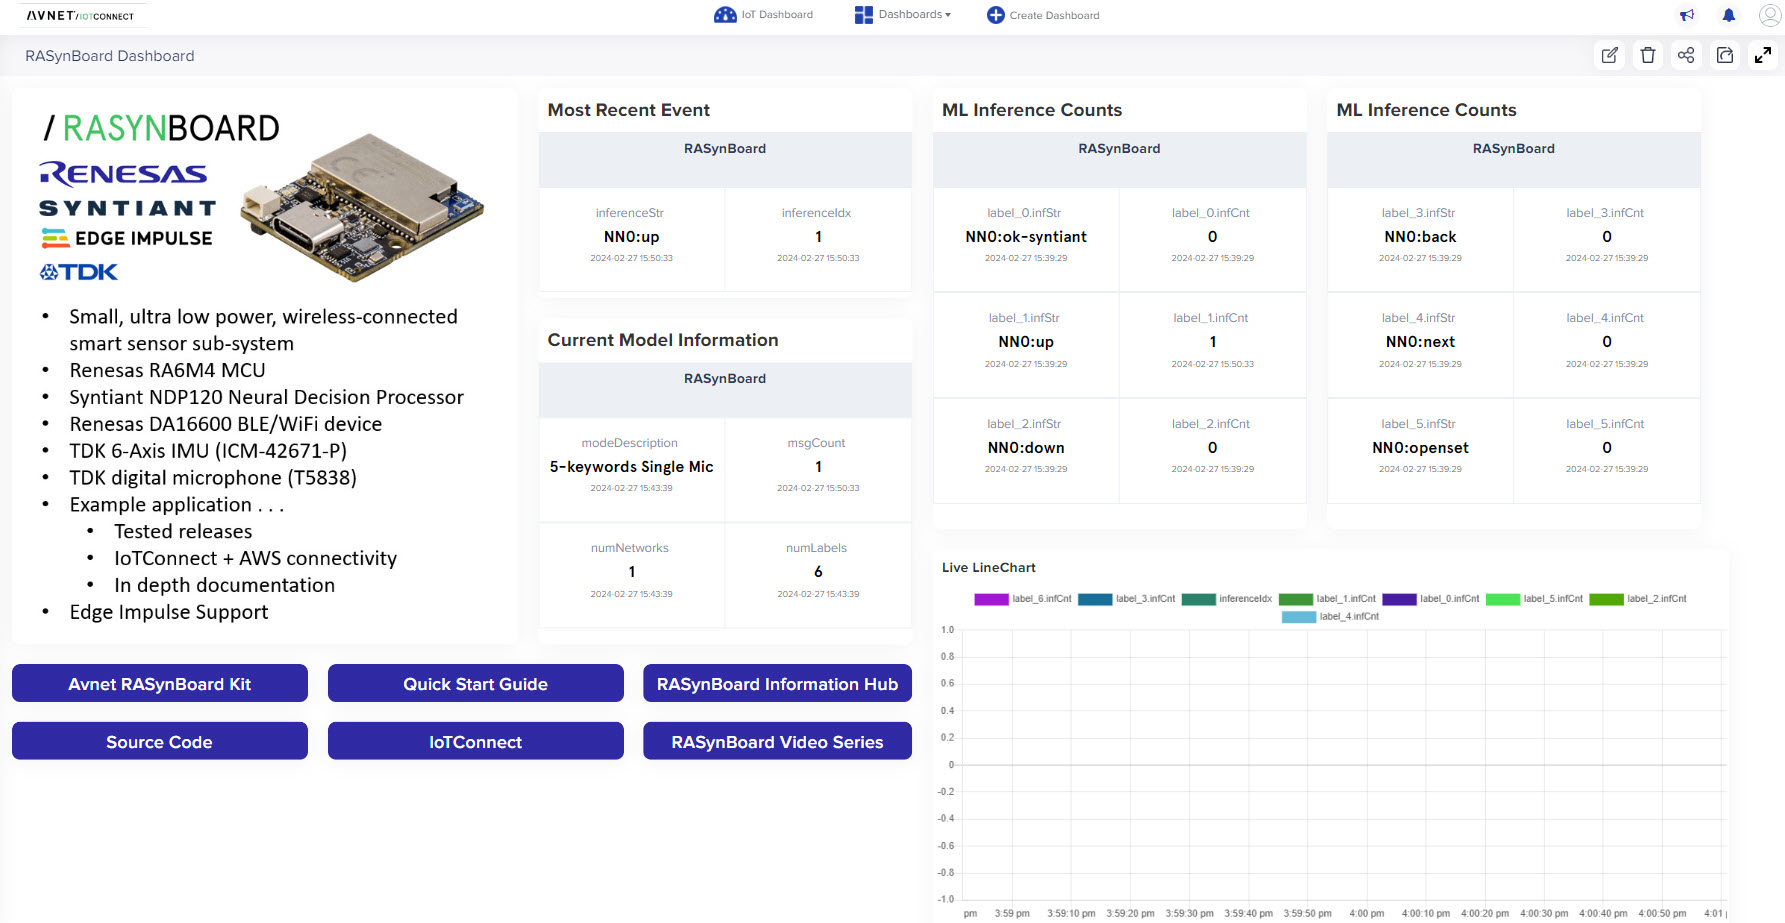 AVNET/IOTCONNECT
IoT Dashboard
Dashboards
Create Dashboard
RASynBoard Dashboard
/ RASYNBOARD
RENESAS
SYNTIANT
EDGE IMPULSE
TDK
• Small, ultra low power, wireless-connected
smart sensor sub-system
• Renesas RA6M4 MCU
• Syntiant NDP120 Neural Decision Processor
• Renesas DA16600 BLE/WiFi device
• TDK 6-Axis IMU (ICM-42671-P)
• TDK digital microphone (T5838)
• Example application . . .
• Tested releases
• IoTConnect + AWS connectivity
• In depth documentation
• Edge Impulse Support
Avnet RASynBoard Kit
Quick Start Guide
RASynBoard Information Hub
Source Code
IoTConnect
RASynBoard Video Series
Most Recent Event
RASynBoard
inferenceStr
NN0:up
2024-02-27 15:50:33
inferenceIdx
1
2024-02-27 15:50:33
Current Model Information
RASynBoard
modeDescription
5-keywords Single Mic
2024-02-27 15:43:39
msgCount
1
2024-02-27 15:50:33
numNetworks
1
2024-02-27 15:43:39
numLabels
6
2024-02-27 15:43:39
ML Inference Counts
RASynBoard
label_0.infStr
NN0:ok-syntiant
2024-02-27 15:39:29
label_0.infCnt
0
2024-02-27 15:39:29
label_1.infStr
NN0:up
2024-02-27 15:39:29
label_1.infCnt
1
2024-02-27 15:50:33
label_2.infStr
NN0:down
2024-02-27 15:39:29
label_2.infCnt
0
2024-02-27 15:39:29
ML Inference Counts
RASynBoard
label_3.infStr
NN0:back
2024-02-27 15:39:29
label_3.infCnt
0
2024-02-27 15:39:29
label_4.infStr
NN0:next
2024-02-27 15:39:29
label_4.infCnt
0
2024-02-27 15:39:29
label_5.infStr
NN0:openset
2024-02-27 15:39:29
label_5.infCnt
0
2024-02-27 15:39:29
Live LineChart
label_6.infCnt label_3.infCnt inferenceIdx label_1.infCnt label_0.infCnt label_5.infCnt label_2.infCnt
label_4.infCnt
1.0
0.8
0.6
0.4
0.2
0
-0.2
-0.4
-0.6
-0.8
-1.0
pm 3:59 pm 3:59:10 pm 3:59:20 pm 3:59:30 pm 3:59:40 pm 3:59:50 pm 4:00 pm 4:00:10 pm 4:00:20 pm 4:00:30 pm 4:00:40 pm 4:00:50 pm 4:01